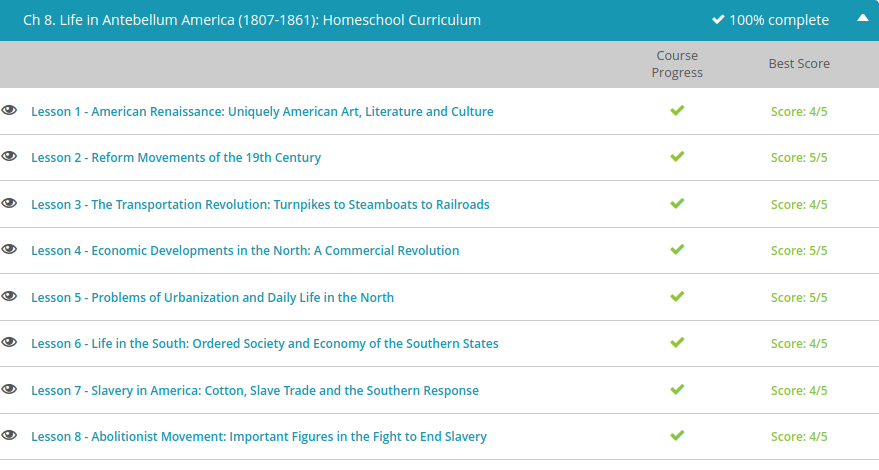 Ch 8. Life in Antebellum America (1807-1861): Homeschool Curriculum 100% complete
Course Progress Best Score
Lesson 1 - American Renaissance: Uniquely American Art, Literature and Culture Score: 4/5
Lesson 2 - Reform Movements of the 19th Century Score: 5/5
Lesson 3 - The Transportation Revolution: Turnpikes to Steamboats to Railroads Score: 4/5
Lesson 4 - Economic Developments in the North: A Commercial Revolution Score: 5/5
Lesson 5 - Problems of Urbanization and Daily Life in the North Score: 5/5
Lesson 6 - Life in the South: Ordered Society and Economy of the Southern States Score: 4/5
Lesson 7 - Slavery in America: Cotton, Slave Trade and the Southern Response Score: 4/5
Lesson 8 - Abolitionist Movement: Important Figures in the Fight to End Slavery Score: 4/5